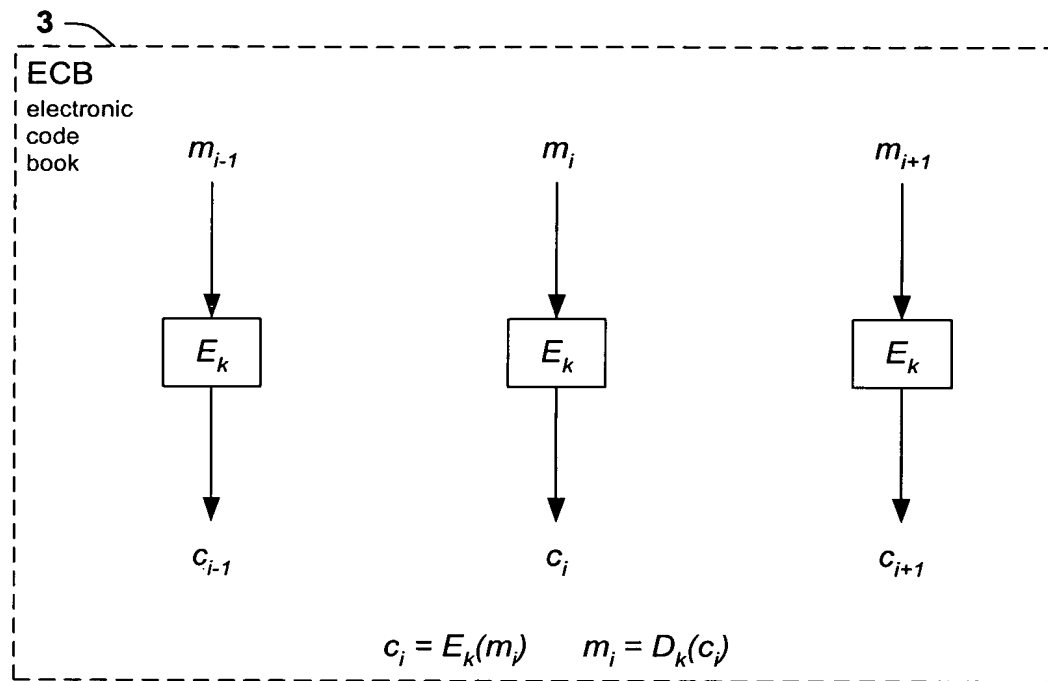 3
ECB
electronic
code
book
m_{i-1} m_i m_{i+1}
E_k E_k E_k
c_{i-1} c_i c_{i+1}
c_i = E_k(m_i) m_i = D_k(c_i)